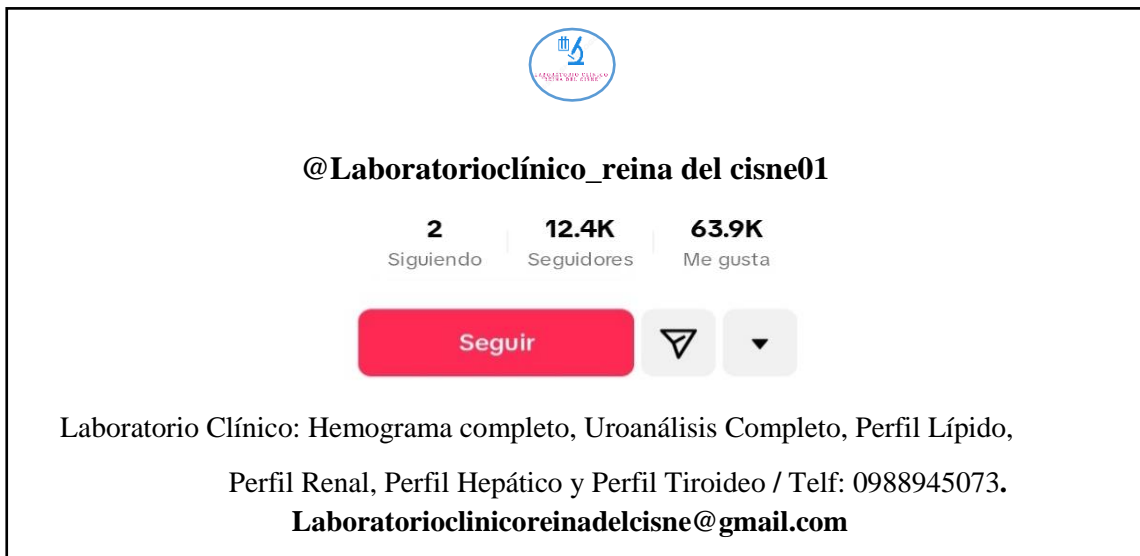 @Laboratorioclínico_reina del cisne01
2 12.4K 63.9K
Siguiendo Seguidores Me gusta
Seguir
Laboratorio Clínico: Hemograma completo, Uroanálisis Completo, Perfil Lípido,
Perfil Renal, Perfil Hepático y Perfil Tiroideo / Telf: 0988945073.
Laboratorioclinicoreinadelcisne@gmail.com